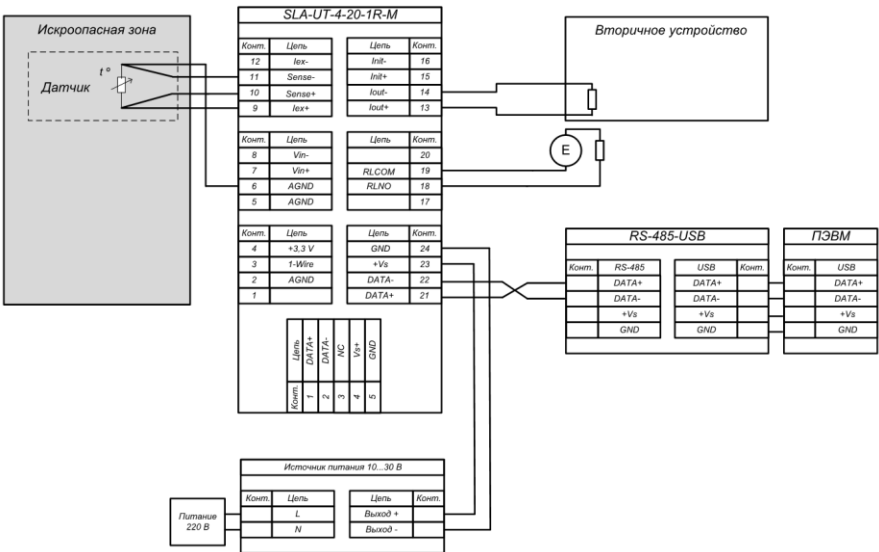 SLA-UT-4-20-1R-M
Искроопасная зона
Вторичное устройство
Датчик
t°
Конт. Цепь Цепь Конт.
12 Iex- Init- 16
11 Sense- Init+ 15
10 Sense+ Iout- 14
9 Iex+ Iout+ 13
Конт. Цепь Цепь Конт.
8 Vin- 20
7 Vin+ RLCOM 19
6 AGND RLNO 18
5 AGND 17
E
Конт. Цепь Цепь Конт.
4 +3,3 V GND 24
3 1-Wire +Vs 23
2 AGND DATA- 22
1 DATA+ 21
RS-485-USB
Конт. RS-485 USB Конт.
DATA+ DATA+
DATA- DATA-
+Vs +Vs
GND GND
ПЭВМ
Конт. USB
DATA+
DATA-
+Vs
GND
Цепь DATA+ DATA- NC Vs+ GND
Конт. 1 2 3 4 5
Источник питания 10...30 В
Конт. Цепь Цепь Конт.
L Выход +
N Выход -
Питание
220 В